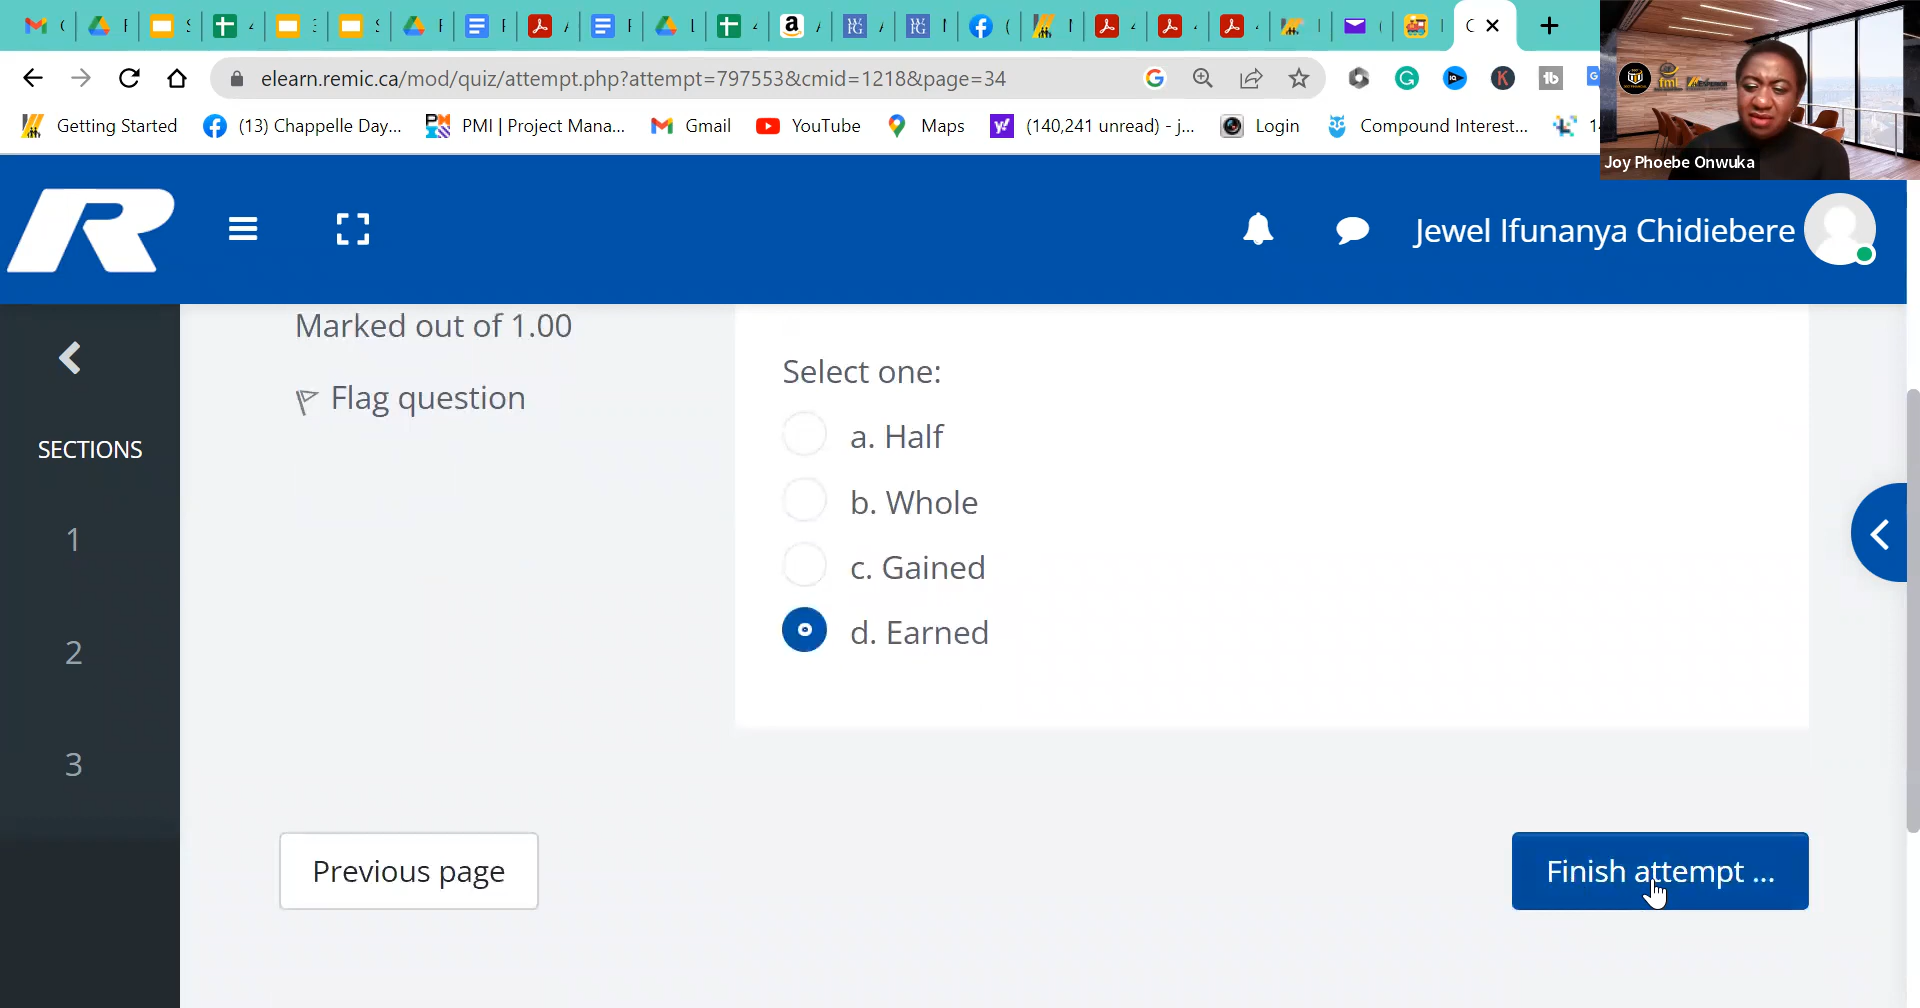 elearn.remic.ca/mod/quiz/attempt.php?attempt=797553&cmid=1218&page=34
Getting Started
(13) Chappelle Day...
PMI | Project Mana...
Gmail
YouTube
Maps
(140,241 unread) - j...
Login
Compound Interest...
Joy Phoebe Onwuka
R
Jewel Ifunanya Chidiebere
Marked out of 1.00
Flag question
SECTIONS
1
2
3
Select one:
a. Half
b. Whole
c. Gained
d. Earned
Previous page
Finish attempt ...